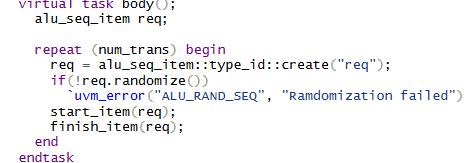 virtual task body();
alu_seq_item req;
repeat (num_trans) begin
req = alu_seq_item::type_id::create("req");
if(!req.randomize())
`uvm_error("ALU_RAND_SEQ", "Ramdomization failed")
start_item(req);
finish_item(req);
end
endtask